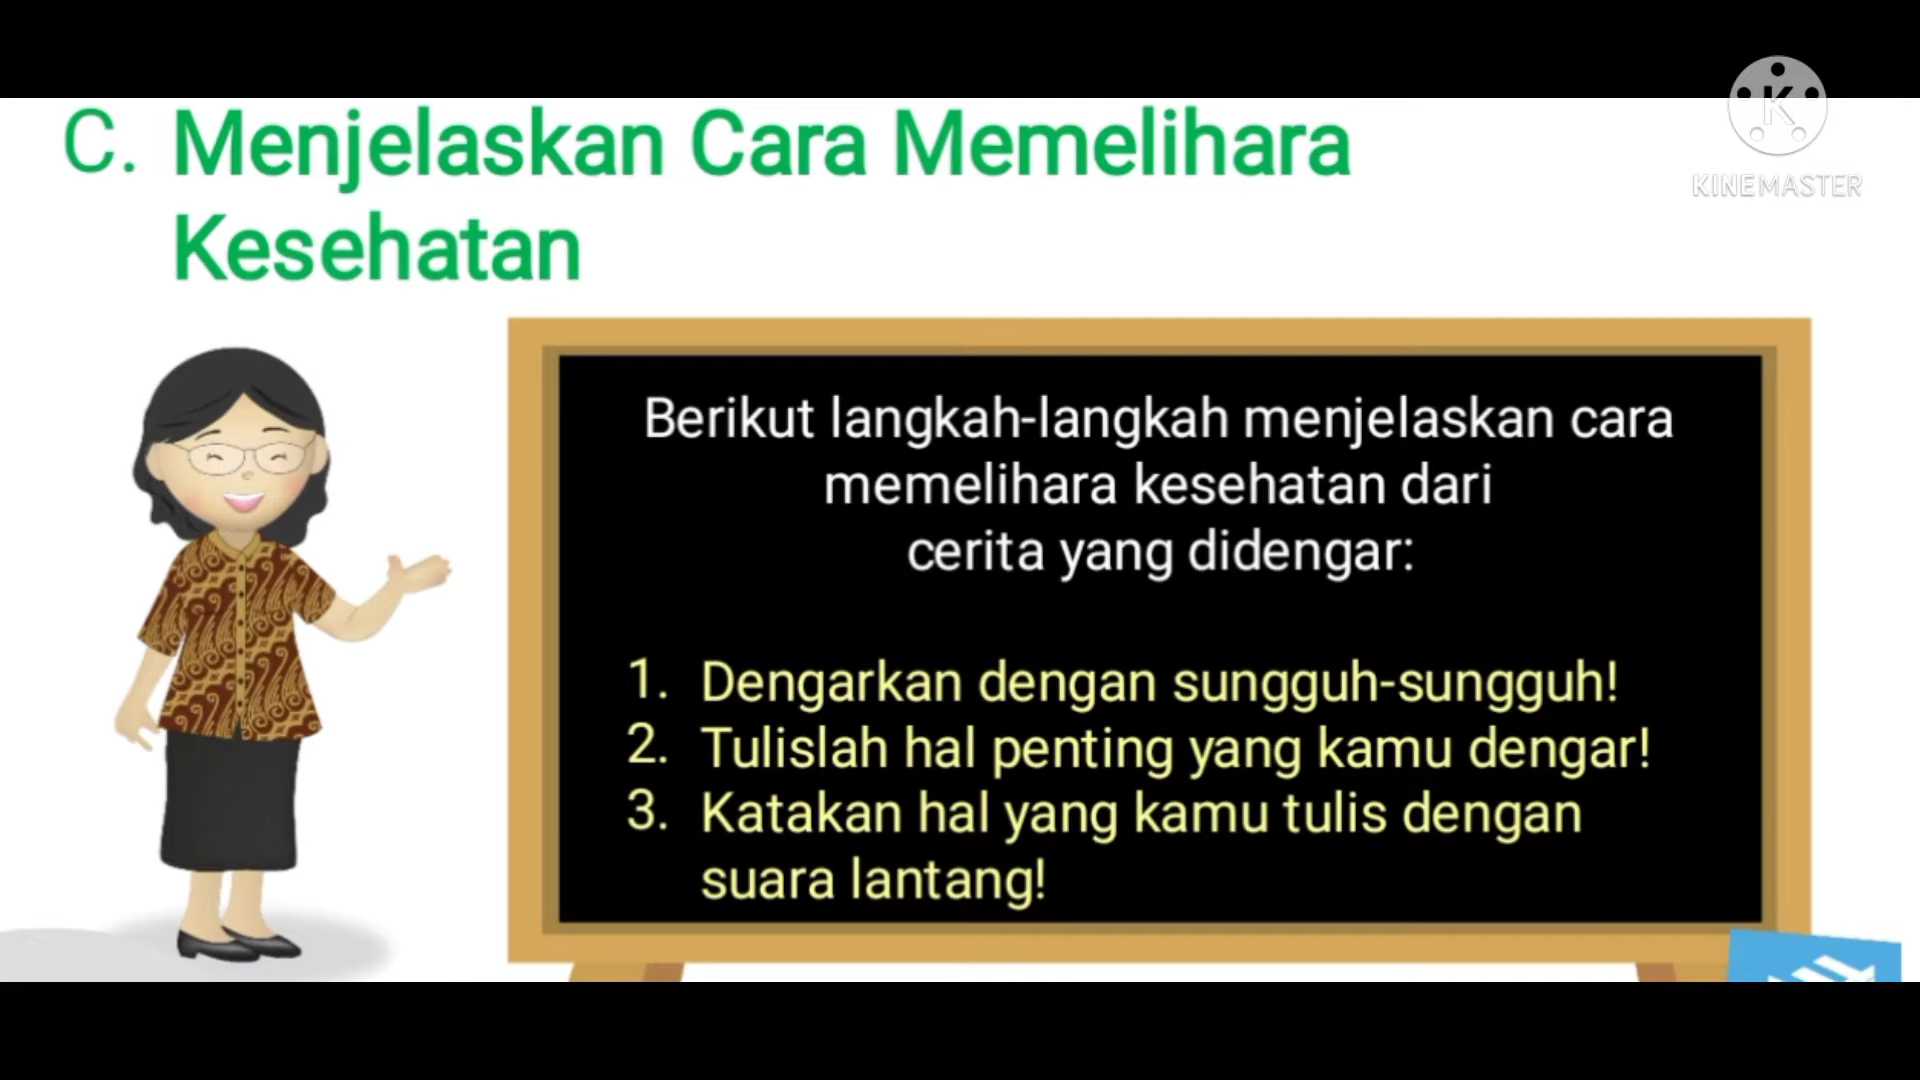 C. Menjelaskan Cara Memelihara
Kesehatan
K
KINEMASTER
Berikut langkah-langkah menjelaskan cara
memelihara kesehatan dari
cerita yang didengar:
1. Dengarkan dengan sungguh-sungguh!
2. Tulislah hal penting yang kamu dengar!
3. Katakan hal yang kamu tulis dengan
suara lantang!